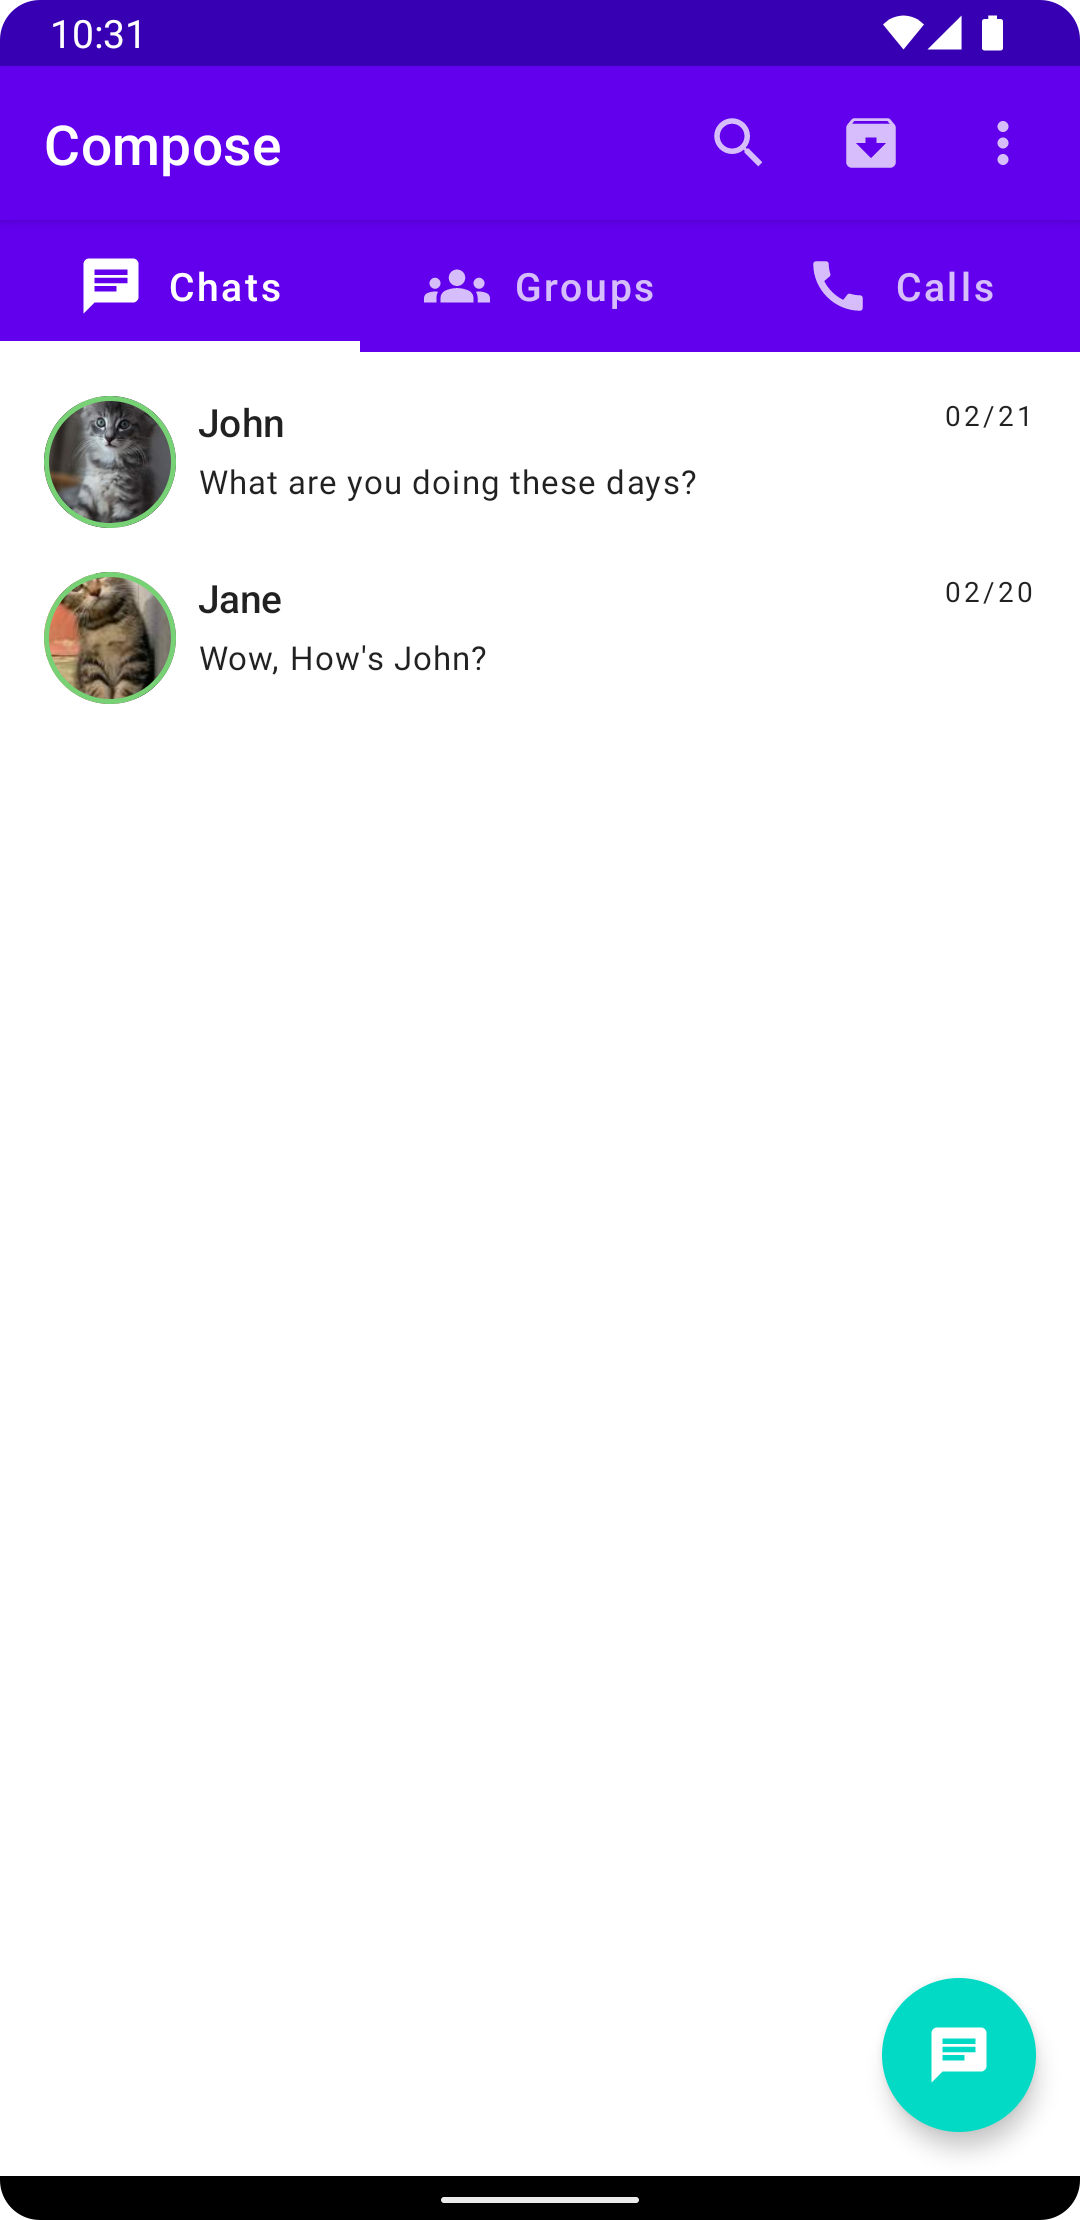 10:31
Compose
Chats
Groups
Calls
John
02/21
What are you doing these days?
Jane
02/20
Wow, How's John?